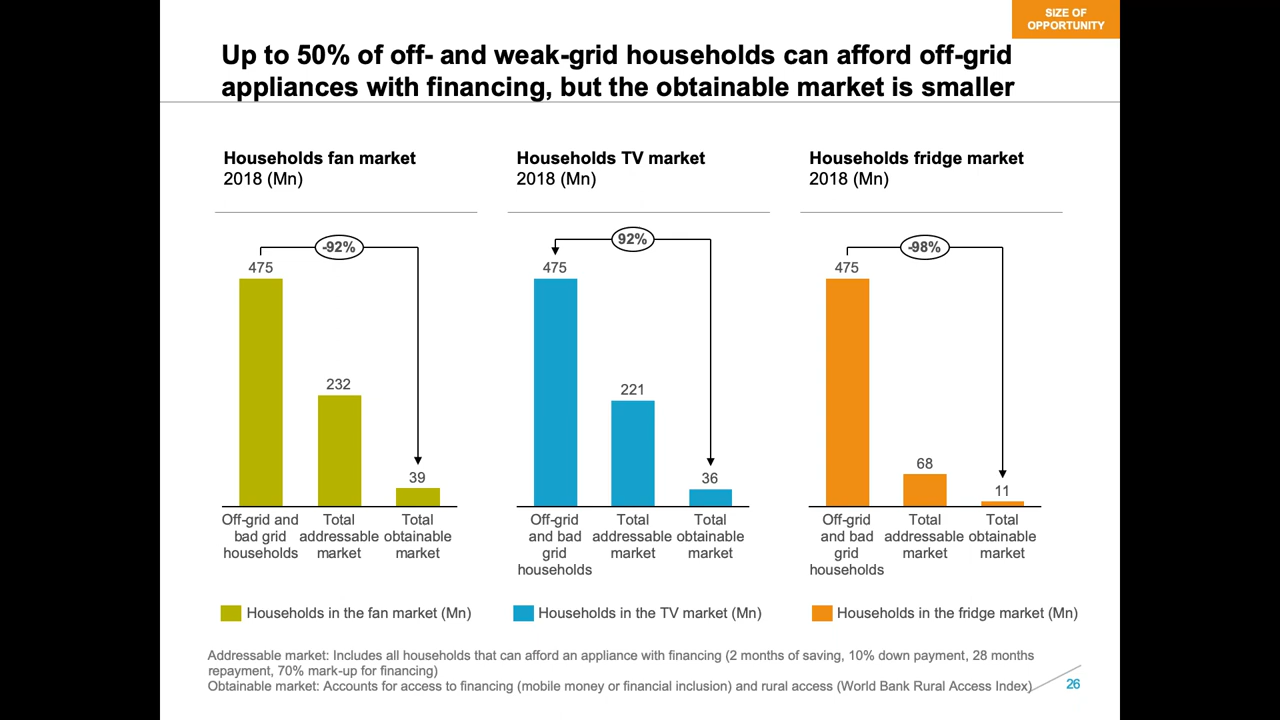 SIZE OF
OPPORTUNITY
Up to 50% of off- and weak-grid households can afford off-grid
appliances with financing, but the obtainable market is smaller
Households fan market
2018 (Mn)
-92%
475
232
39
Off-grid and
bad grid
households
Total
addressable
market
Total
obtainable
market
Households in the fan market (Mn)
Households TV market
2018 (Mn)
92%
475
221
36
Off-grid
and bad
grid
households
Total
addressable
market
Total
obtainable
market
Households in the TV market (Mn)
Households fridge market
2018 (Mn)
-98%
475
68
11
Off-grid
and bad
grid
households
Total
addressable
market
Total
obtainable
market
Households in the fridge market (Mn)
Addressable market: Includes all households that can afford an appliance with financing (2 months of saving, 10% down payment, 28 months
repayment, 70% mark-up for financing)
Obtainable market: Accounts for access to financing (mobile money or financial inclusion) and rural access (World Bank Rural Access Index)
26